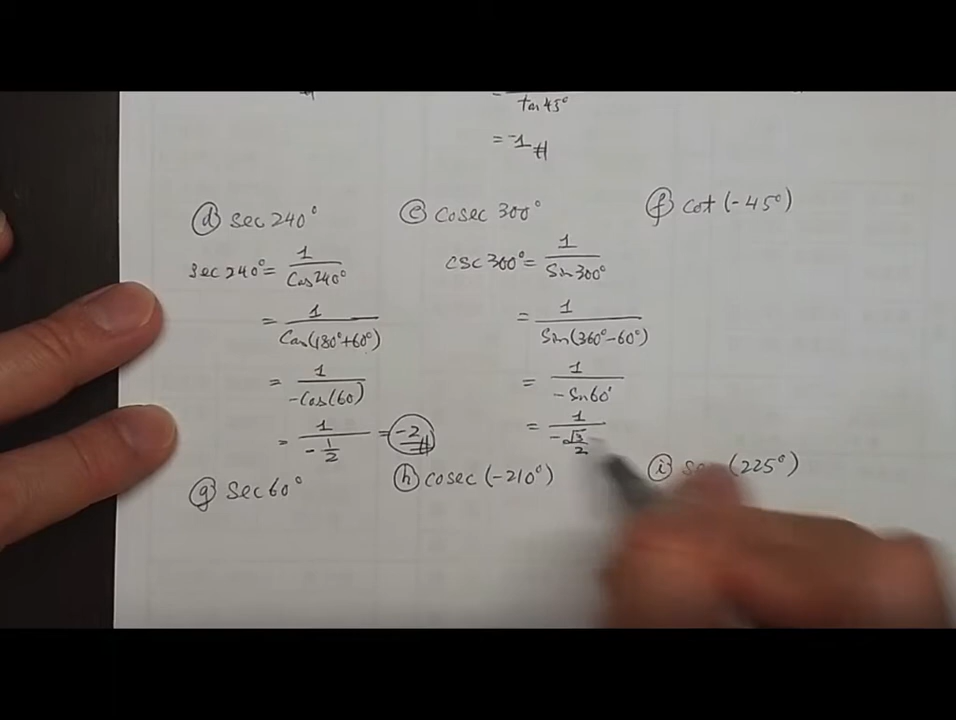 tan 45°
= -1
ⓓ sec 240°
sec 240° = 1/Cos 240°
= 1/Cos(180°+60°)
= 1/-Cos(60)
= 1/-1/2 = -2
ⓔ cosec 300°
csc 300° = 1/Sin 300°
= 1/Sin(360°-60°)
= 1/-Sin 60°
= 1/-√3/2
ⓕ cot (-45°)
ⓖ sec 60°
ⓗ cosec (-210°)
ⓘ (225°)